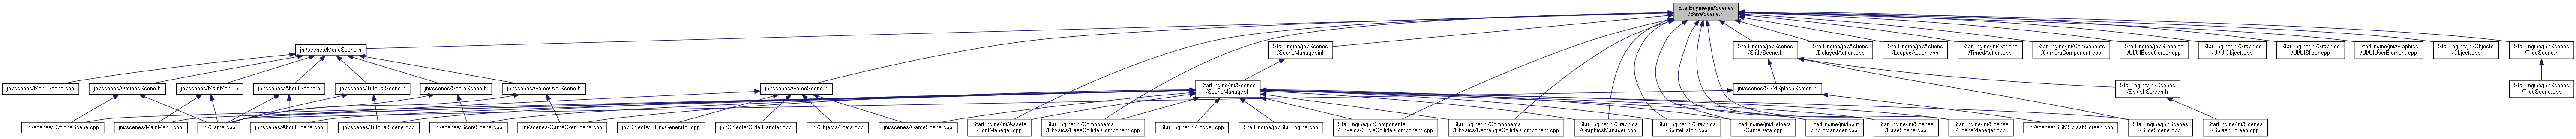 StarEngine/jni/Scenes
/BaseScene.h
jni/scenes/MenuScene.h
StarEngine/jni/Scenes
/SceneManager.inl
StarEngine/jni/Scenes
/SlideScene.h
StarEngine/jni/Actions
/DelayedAction.cpp
StarEngine/jni/Actions
/LoopedAction.cpp
StarEngine/jni/Actions
/TimedAction.cpp
StarEngine/jni/Components
/CameraComponent.cpp
StarEngine/jni/Graphics
/UI/UIBaseCursor.cpp
StarEngine/jni/Graphics
/UI/UIObject.cpp
StarEngine/jni/Graphics
/UI/UISlider.cpp
StarEngine/jni/Graphics
/UI/UIUserElement.cpp
StarEngine/jni/Objects
/Object.cpp
StarEngine/jni/Scenes
/TiledScene.h
jni/scenes/MenuScene.cpp
jni/scenes/OptionsScene.h
jni/scenes/MainMenu.h
jni/scenes/AboutScene.h
jni/scenes/TutorialScene.h
jni/scenes/ScoreScene.h
jni/scenes/GameOverScene.h
jni/scenes/GameScene.h
StarEngine/jni/Scenes
/SceneManager.h
jni/scenes/SSMSplashScreen.h
StarEngine/jni/Scenes
/SplashScreen.h
StarEngine/jni/Scenes
/TiledScene.cpp
jni/scenes/OptionsScene.cpp
jni/scenes/MainMenu.cpp
jni/Game.cpp
jni/scenes/AboutScene.cpp
jni/scenes/TutorialScene.cpp
jni/scenes/ScoreScene.cpp
jni/scenes/GameOverScene.cpp
jni/Objects/FillingGenerator.cpp
jni/Objects/OrderHandler.cpp
jni/Objects/Stats.cpp
jni/scenes/GameScene.cpp
StarEngine/jni/Assets
/FontManager.cpp
StarEngine/jni/Components
/Physics/BaseColliderComponent.cpp
StarEngine/jni/Logger.cpp
StarEngine/jni/StarEngine.cpp
StarEngine/jni/Components
/Physics/CircleColliderComponent.cpp
StarEngine/jni/Components
/Physics/RectangleColliderComponent.cpp
StarEngine/jni/Graphics
/GraphicsManager.cpp
StarEngine/jni/Graphics
/SpriteBatch.cpp
StarEngine/jni/Helpers
/GameData.cpp
StarEngine/jni/Input
/InputManager.cpp
StarEngine/jni/Scenes
/BaseScene.cpp
StarEngine/jni/Scenes
/SceneManager.cpp
jni/scenes/SSMSplashScreen.cpp
StarEngine/jni/Scenes
/SlideScene.cpp
StarEngine/jni/Scenes
/SplashScreen.cpp